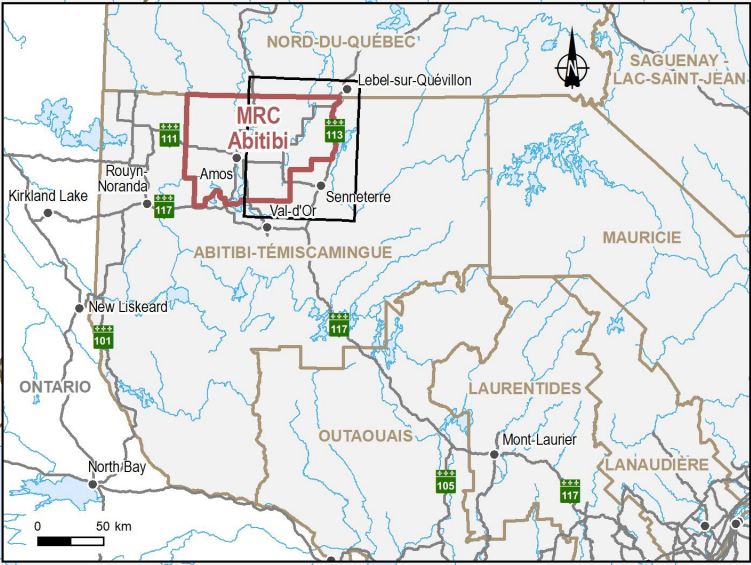 NORD-DU-QUÉBEC
SAGUENAY -
LAC-SAINT-JEAN
N
Lebel-sur-Quévillon
MRC
Abitibi
111
113
Amos
Rouyn-
Noranda
Kirkland Lake
117
Senneterre
Val-d'Or
MAURICIE
ABITIBI-TÉMISCAMINGUE
New Liskeard
101
117
ONTARIO
LAURENTIDES
OUTAOUAIS
Mont-Laurier
North Bay
LANAUDIÈRE
105
117
0 50 km